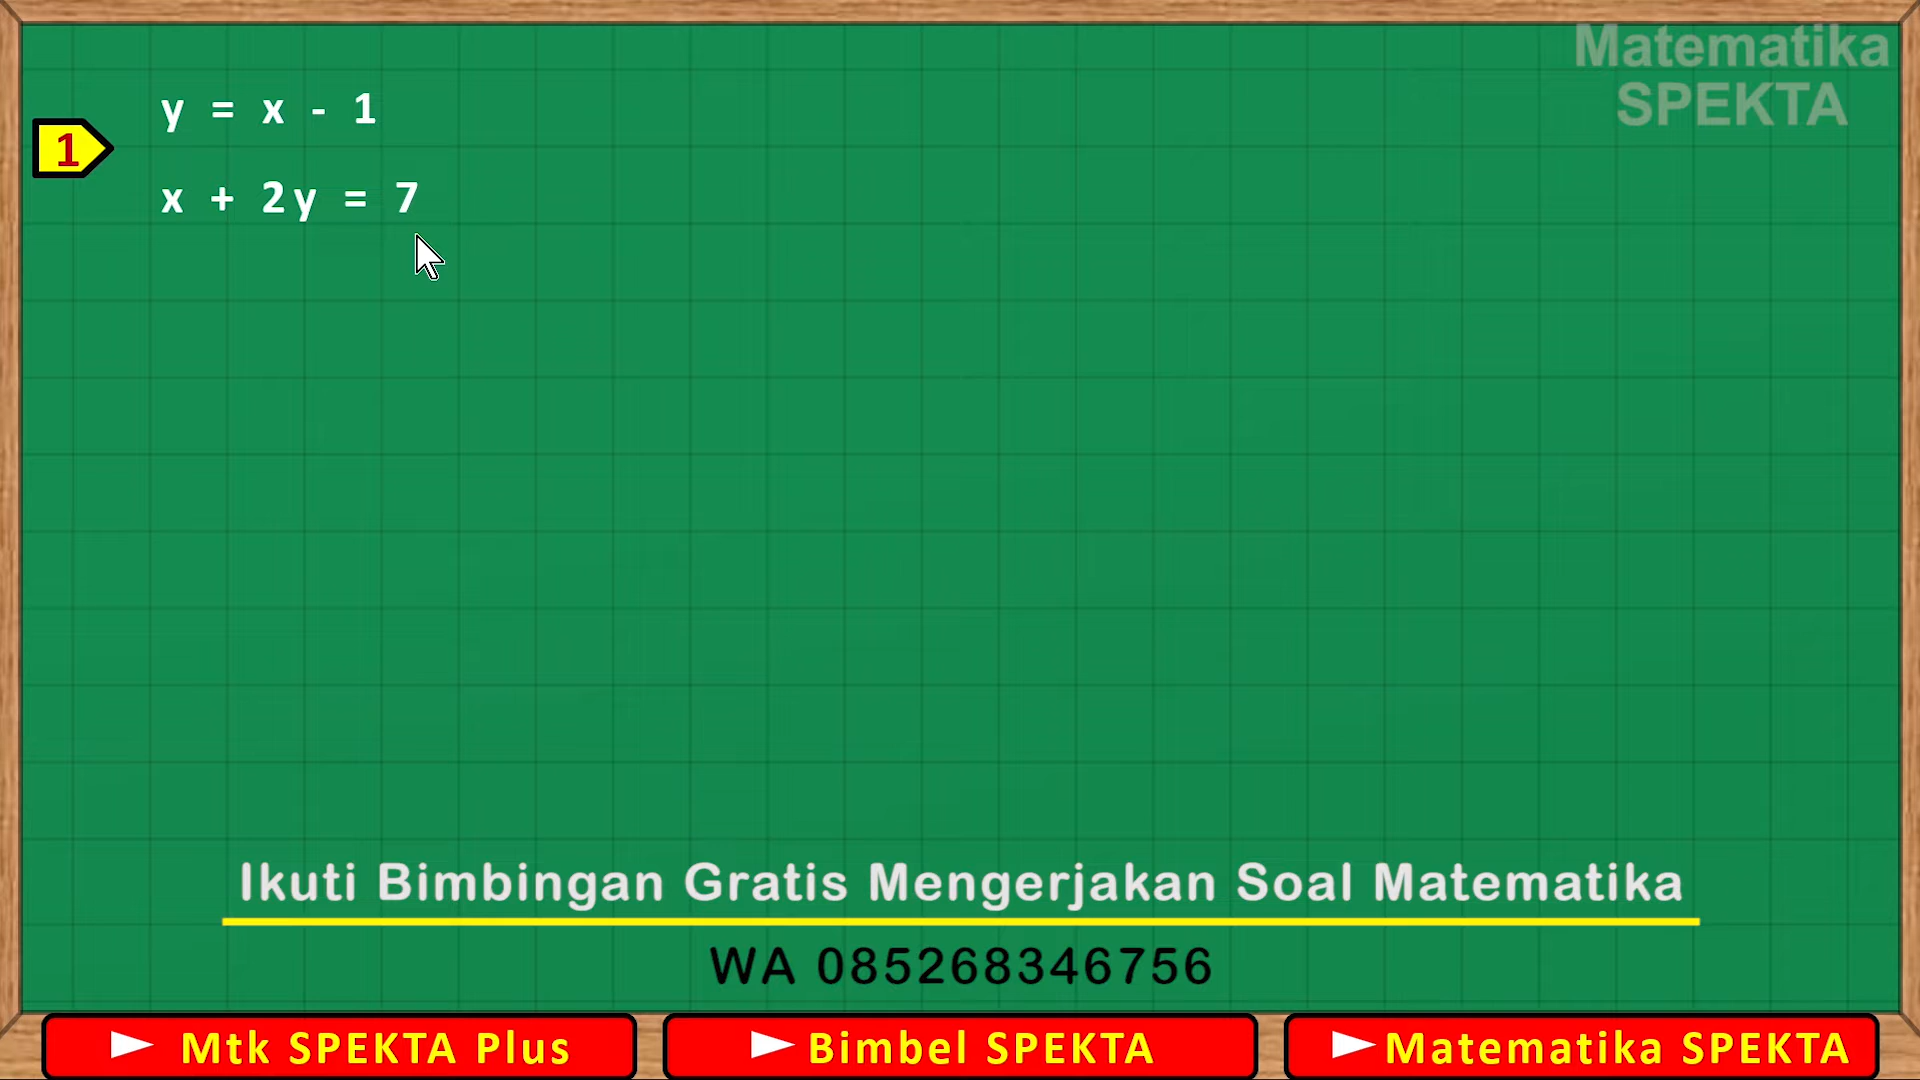 Matematika
SPEKTA
y = x - 1
1
x + 2y = 7
Ikuti Bimbingan Gratis Mengerjakan Soal Matematika
WA 085268346756
Mtk SPEKTA Plus
Bimbel SPEKTA
Matematika SPEKTA